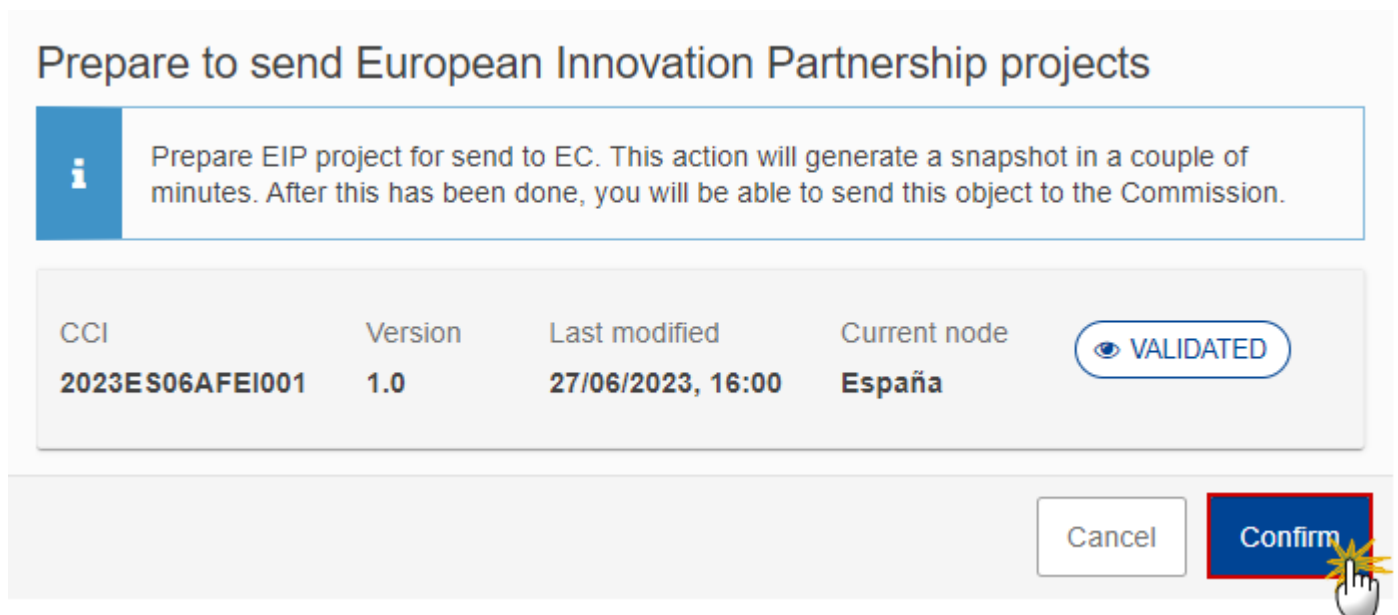 Prepare to send European Innovation Partnership projects
Prepare EIP project for send to EC. This action will generate a snapshot in a couple of
minutes. After this has been done, you will be able to send this object to the Commission.
CCI Version Last modified Current node VALIDATED
2023ES06AFEI001 1.0 27/06/2023, 16:00 España
Cancel Confirm